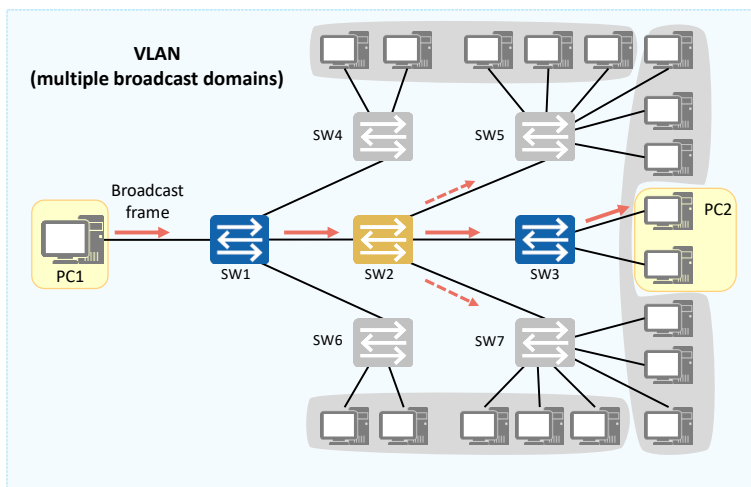 VLAN
(multiple broadcast domains)
SW4
SW5
Broadcast
frame
PC2
PC1
SW1
SW2
SW3
SW6
SW7